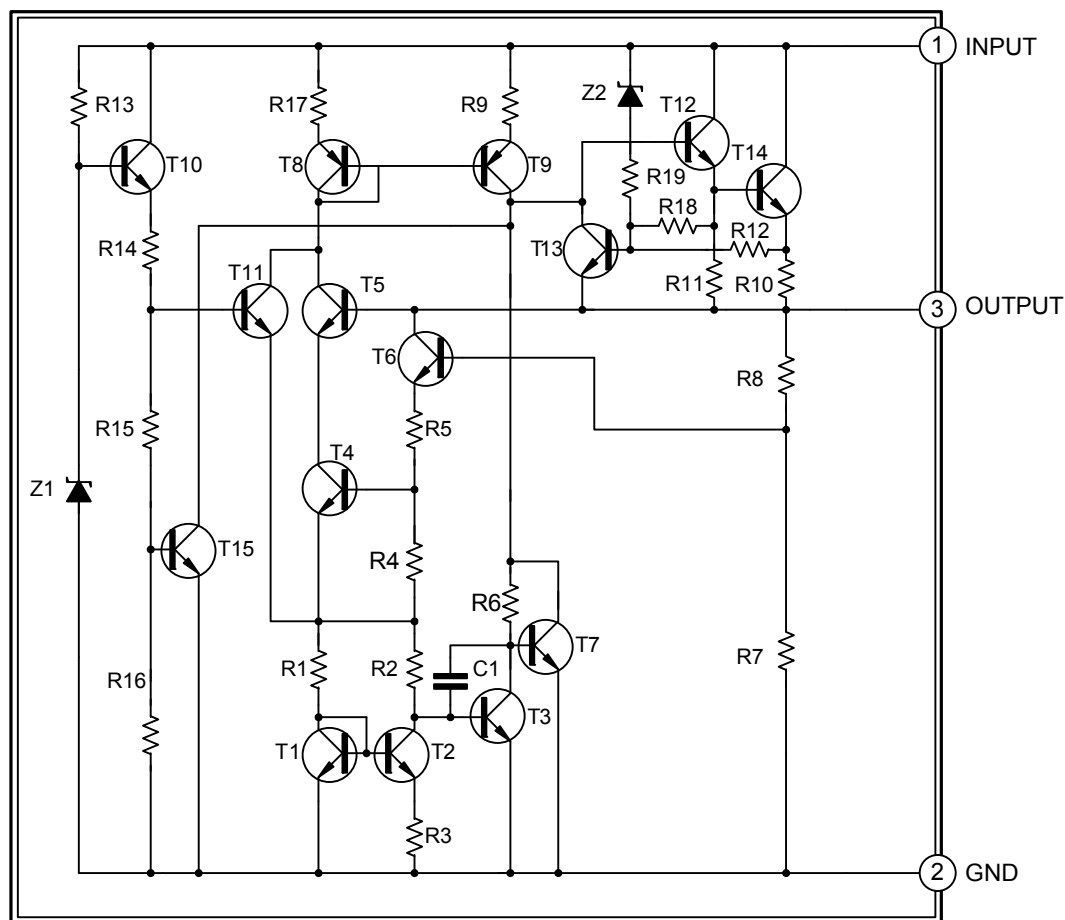 1 INPUT
R13
R17
R9
Z2
T12
T10
T8
T9
T14
R19
R18
R14
T13
R12
T11
T5
R11
R10
3 OUTPUT
T6
R8
R15
R5
T4
Z1
T15
R4
R6
T7
R1
R2
C1
R7
R16
T3
T1
T2
R3
2 GND